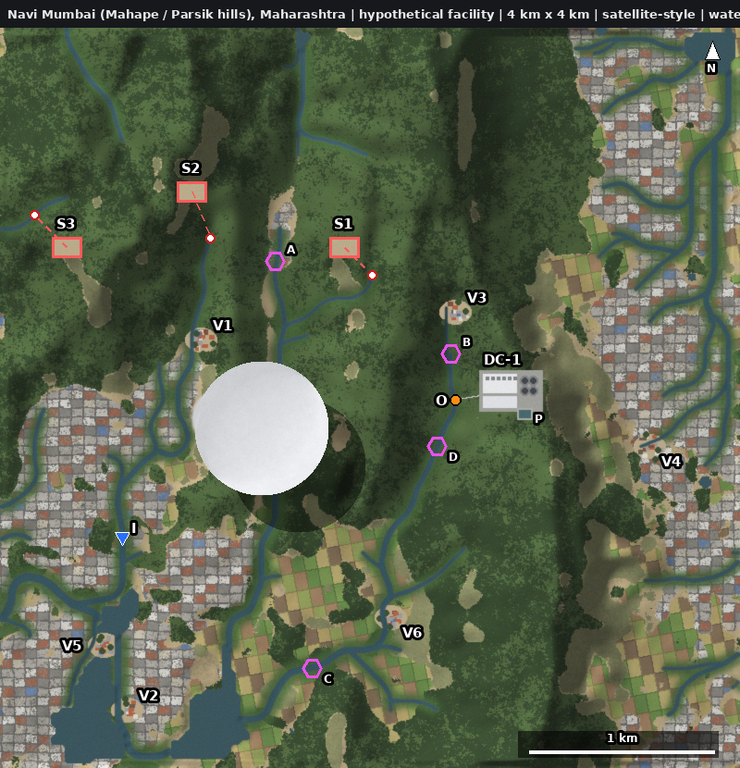 Navi Mumbai (Mahape / Parsik hills), Maharashtra | hypothetical facility | 4 km x 4 km | satellite-style |
N
S2
S3
S1
A
V3
V1
B
DC-1
O
P
D
V4
I
V6
V5
C
V2
1 km